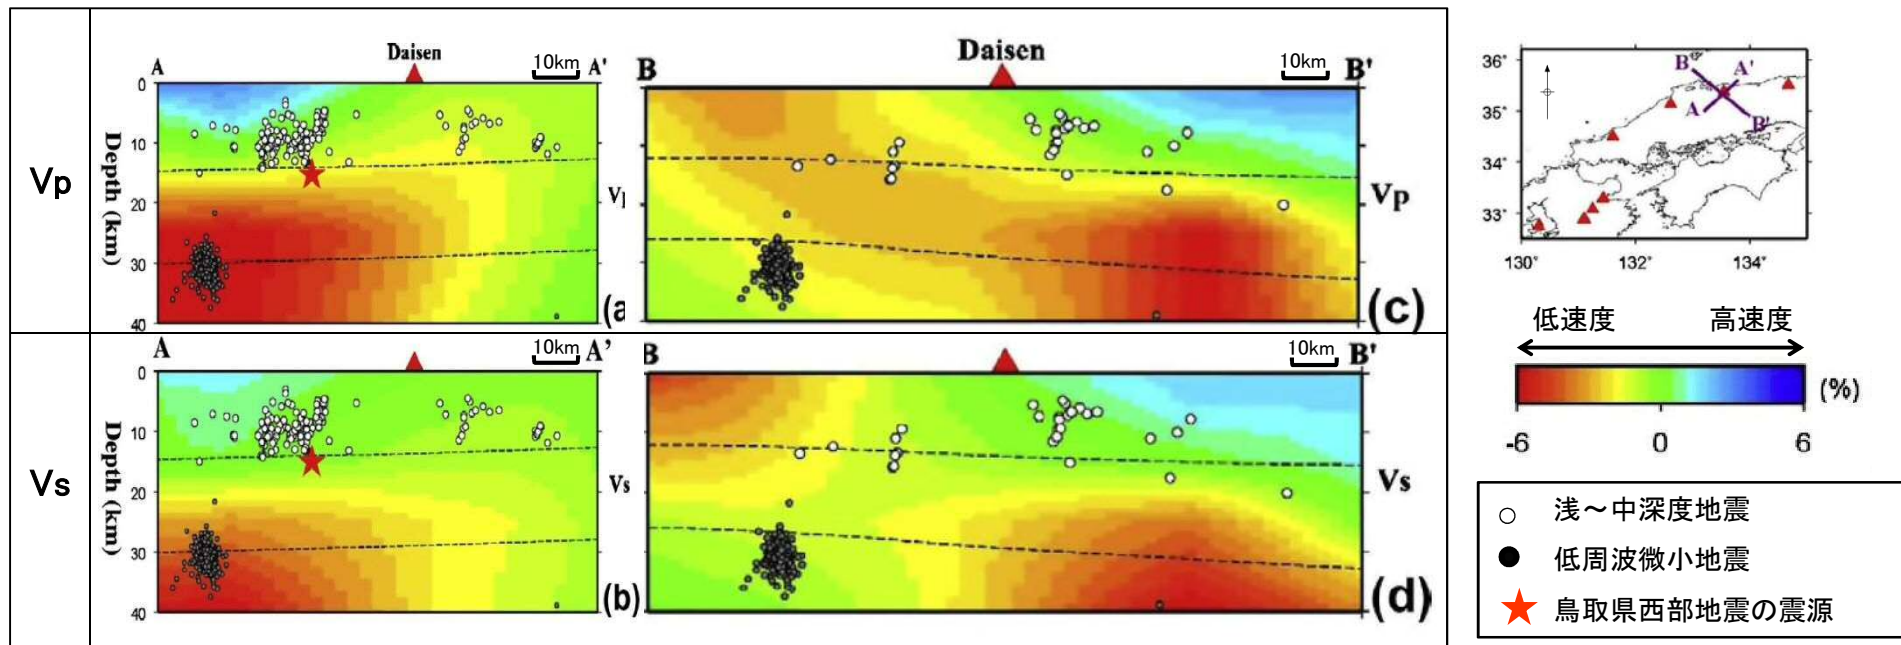 Vp
A
Daisen
10km
A'
Depth (km)
0
10
20
30
40
(a
B
Daisen
10km
B'
Vp
(c)
Vs
A
10km
A’
Depth (km)
0
10
20
30
40
Vs
(b)
B
10km
B'
Vs
(d)
36°
35°
34°
33°
130°
132°
134°
B
A'
A
B'
低速度
高速度
(%)
-6
0
6
浅～中深度地震
低周波微小地震
鳥取県西部地震の震源